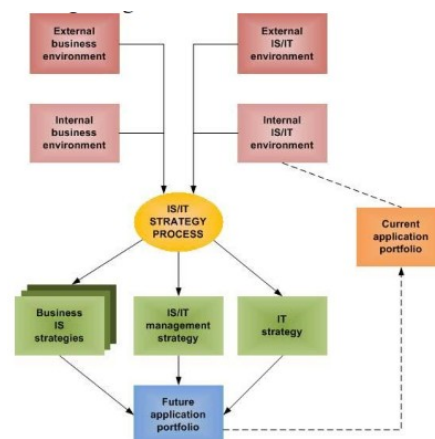 External
business
environment
External
IS/IT
environment
Internal
business
environment
Internal
IS/IT
environment
IS/IT
STRATEGY
PROCESS
Current
application
portfolio
Business
IS
strategies
IS/IT
management
strategy
IT
strategy
Future
application
portfolio